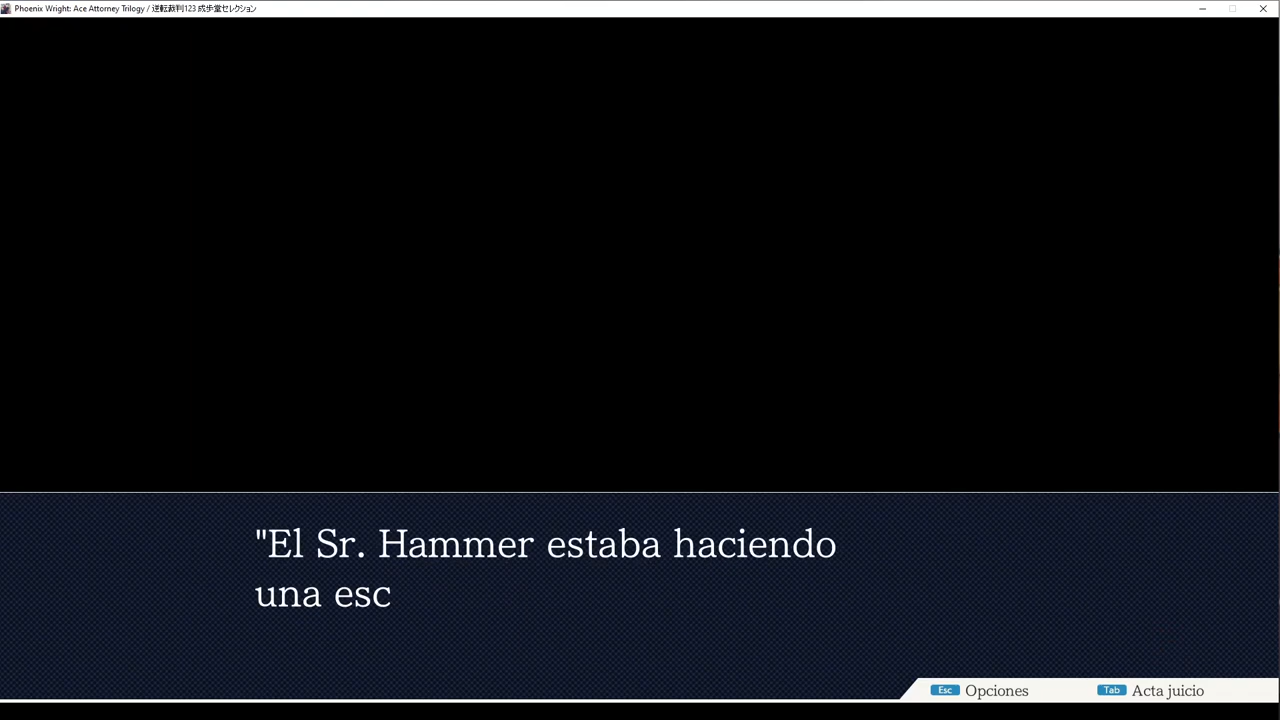 Phoenix Wright: Ace Attorney Trilogy / 逆転裁判123 成歩堂セレクション
"El Sr. Hammer estaba haciendo
una esc
Esc Opciones Tab Acta juicio